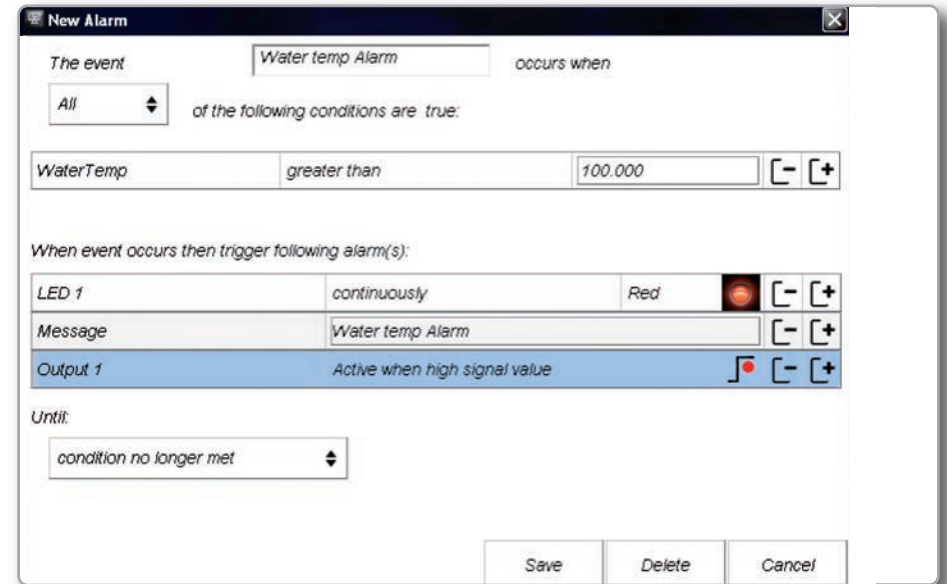 New Alarm
The event Water temp Alarm occurs when
All of the following conditions are true:
WaterTemp greater than 100.000
When event occurs then trigger following alarm(s):
LED 1 continuously Red
Message Water temp Alarm
Output 1 Active when high signal value
Until:
condition no longer met
Save Delete Cancel